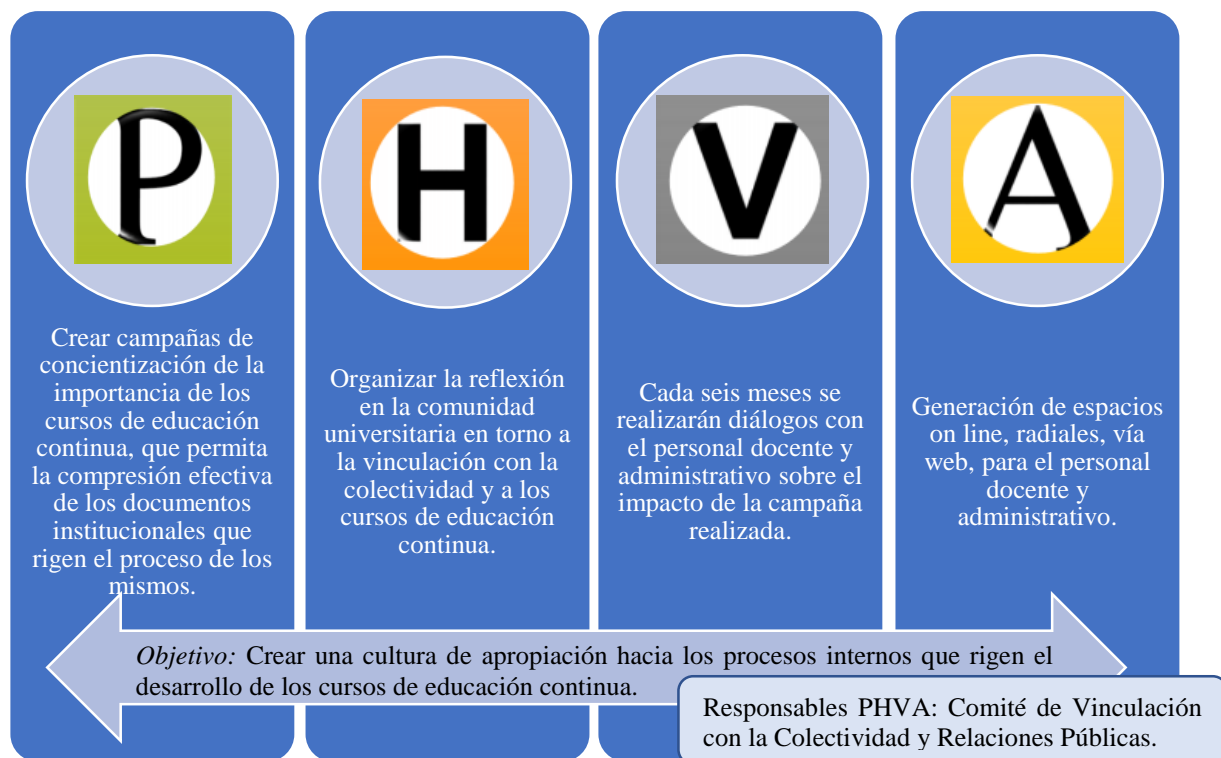 P
Crear campañas de
concientización de la
importancia de los
cursos de educación
continua, que permita
la compresión efectiva
de los documentos
institucionales que
rigen el proceso de los
mismos.
H
Organizar la reflexión
en la comunidad
universitaria en torno a
la vinculación con la
colectividad y a los
cursos de educación
continua.
V
Cada seis meses se
realizarán diálogos con
el personal docente y
administrativo sobre el
impacto de la campaña
realizada.
A
Generación de espacios
on line, radiales, vía
web, para el personal
docente y
administrativo.
Objetivo: Crear una cultura de apropiación hacia los procesos internos que rigen el
desarrollo de los cursos de educación continua.
Responsables PHVA: Comité de Vinculación
con la Colectividad y Relaciones Públicas.